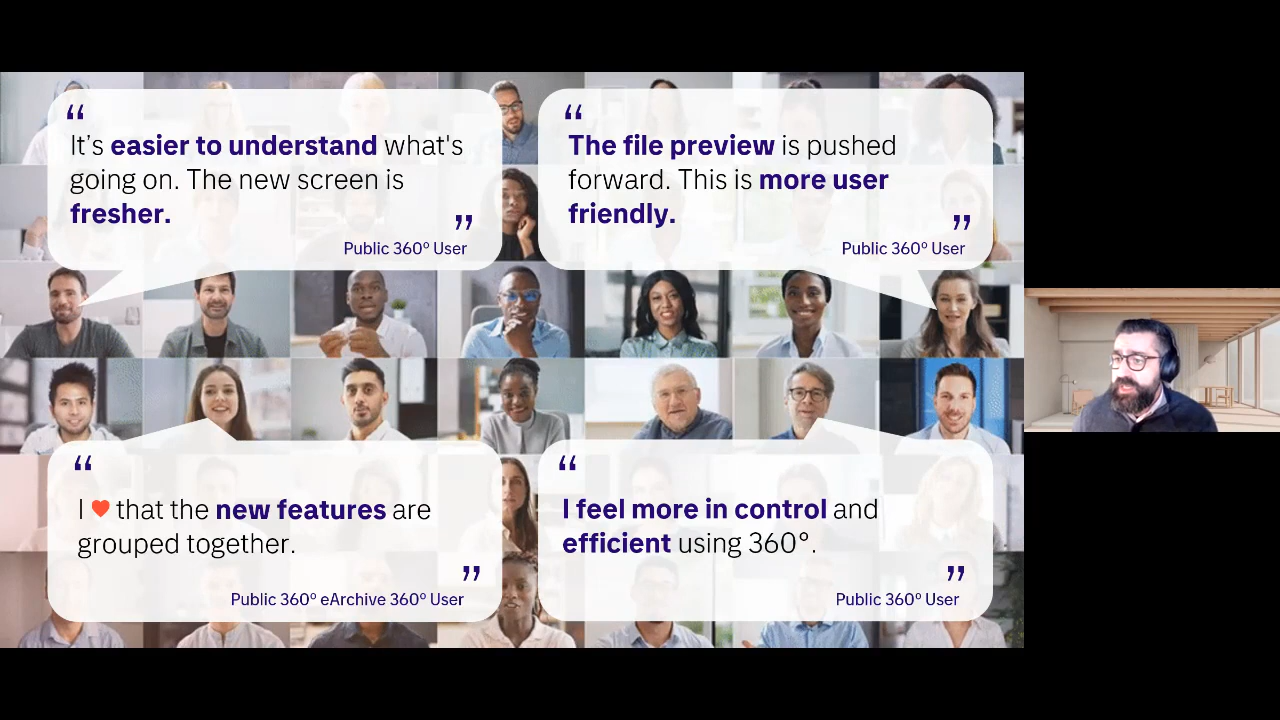 “
It’s easier to understand what's
going on. The new screen is
fresher.
”
Public 360° User
“
The file preview is pushed
forward. This is more user
friendly.
”
Public 360° User
“
I ♥ that the new features are
grouped together.
”
Public 360° eArchive 360° User
“
I feel more in control and
efficient using 360°.
”
Public 360° User